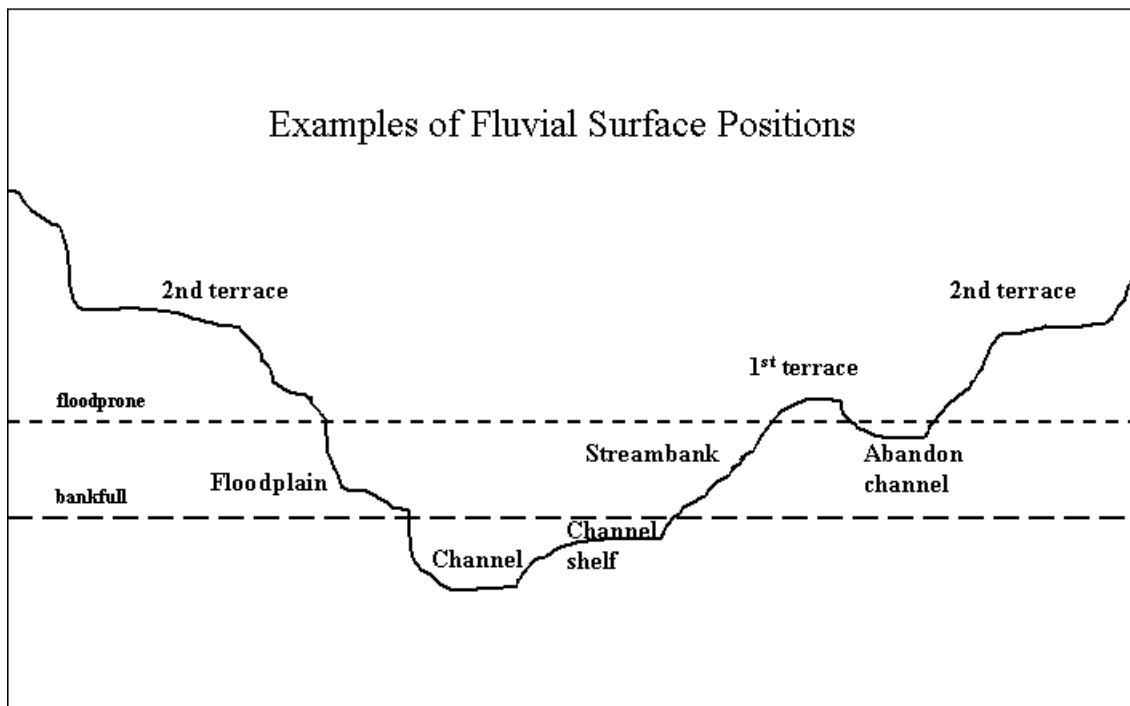 Examples of Fluvial Surface Positions
2nd terrace
2nd terrace
1st terrace
floodprone
Streambank
Abandon
channel
Floodplain
bankfull
Channel
shelf
Channel